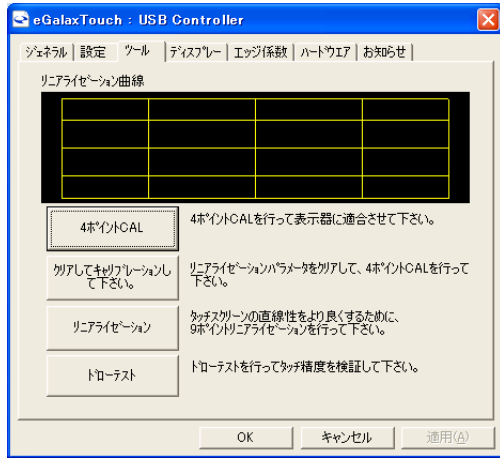 eGalaxTouch : USB Controller
ジェネラル 設定 ツール ディスプレー エッジ係数 ハードウエア お知らせ
リニアライゼーション曲線
4ポイントCAL
4ポイントCALを行って表示器に適合させて下さい。
クリアしてキャリブレーションし
て下さい。
リニアライゼーションパラメータをクリアして、4ポイントCALを行って
下さい。
リニアライゼーション
タッチスクリーンの直線性をより良くするために、
9ポイントリニアライゼーションを行って下さい。
ドローテスト
ドローテストを行ってタッチ精度を検証して下さい。
OK キャンセル 適用(A)